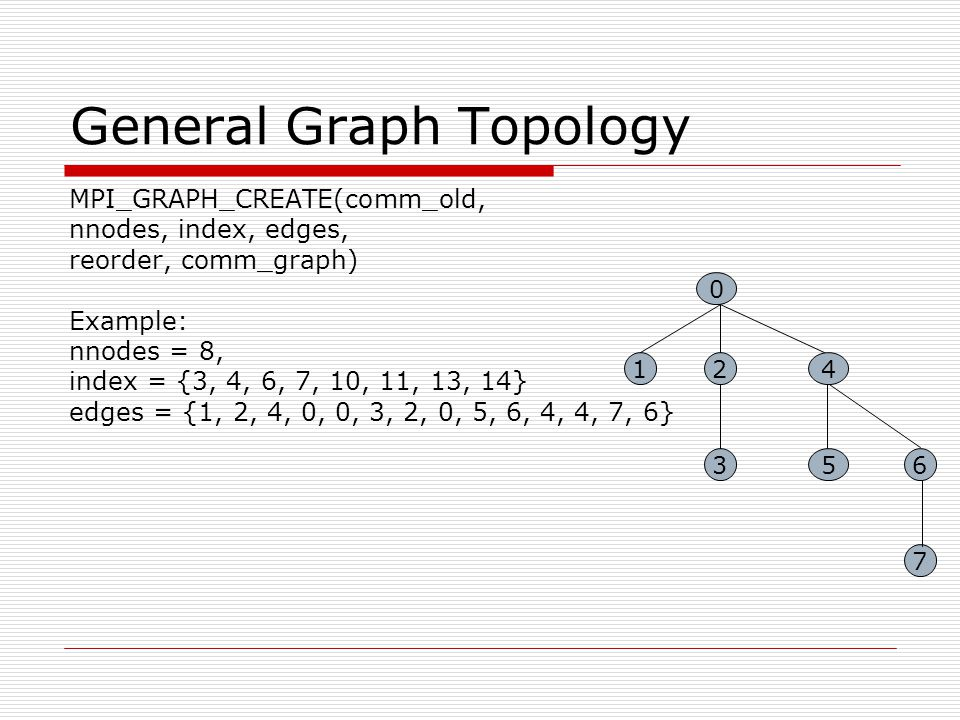 General Graph Topology
MPI_GRAPH_CREATE(comm_old,
nnodes, index, edges,
reorder, comm_graph)
Example:
nnodes = 8,
index = {3, 4, 6, 7, 10, 11, 13, 14}
edges = {1, 2, 4, 0, 0, 3, 2, 0, 5, 6, 4, 4, 7, 6}
0
1 2 4
3 5 6
7